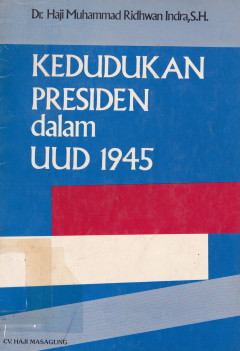 Dr. Haji Muhammad Ridhwan Indra, S.H.
KEDUDUKAN
PRESIDEN
dalam
UUD 1945
CV. HAJI MASAGUNG